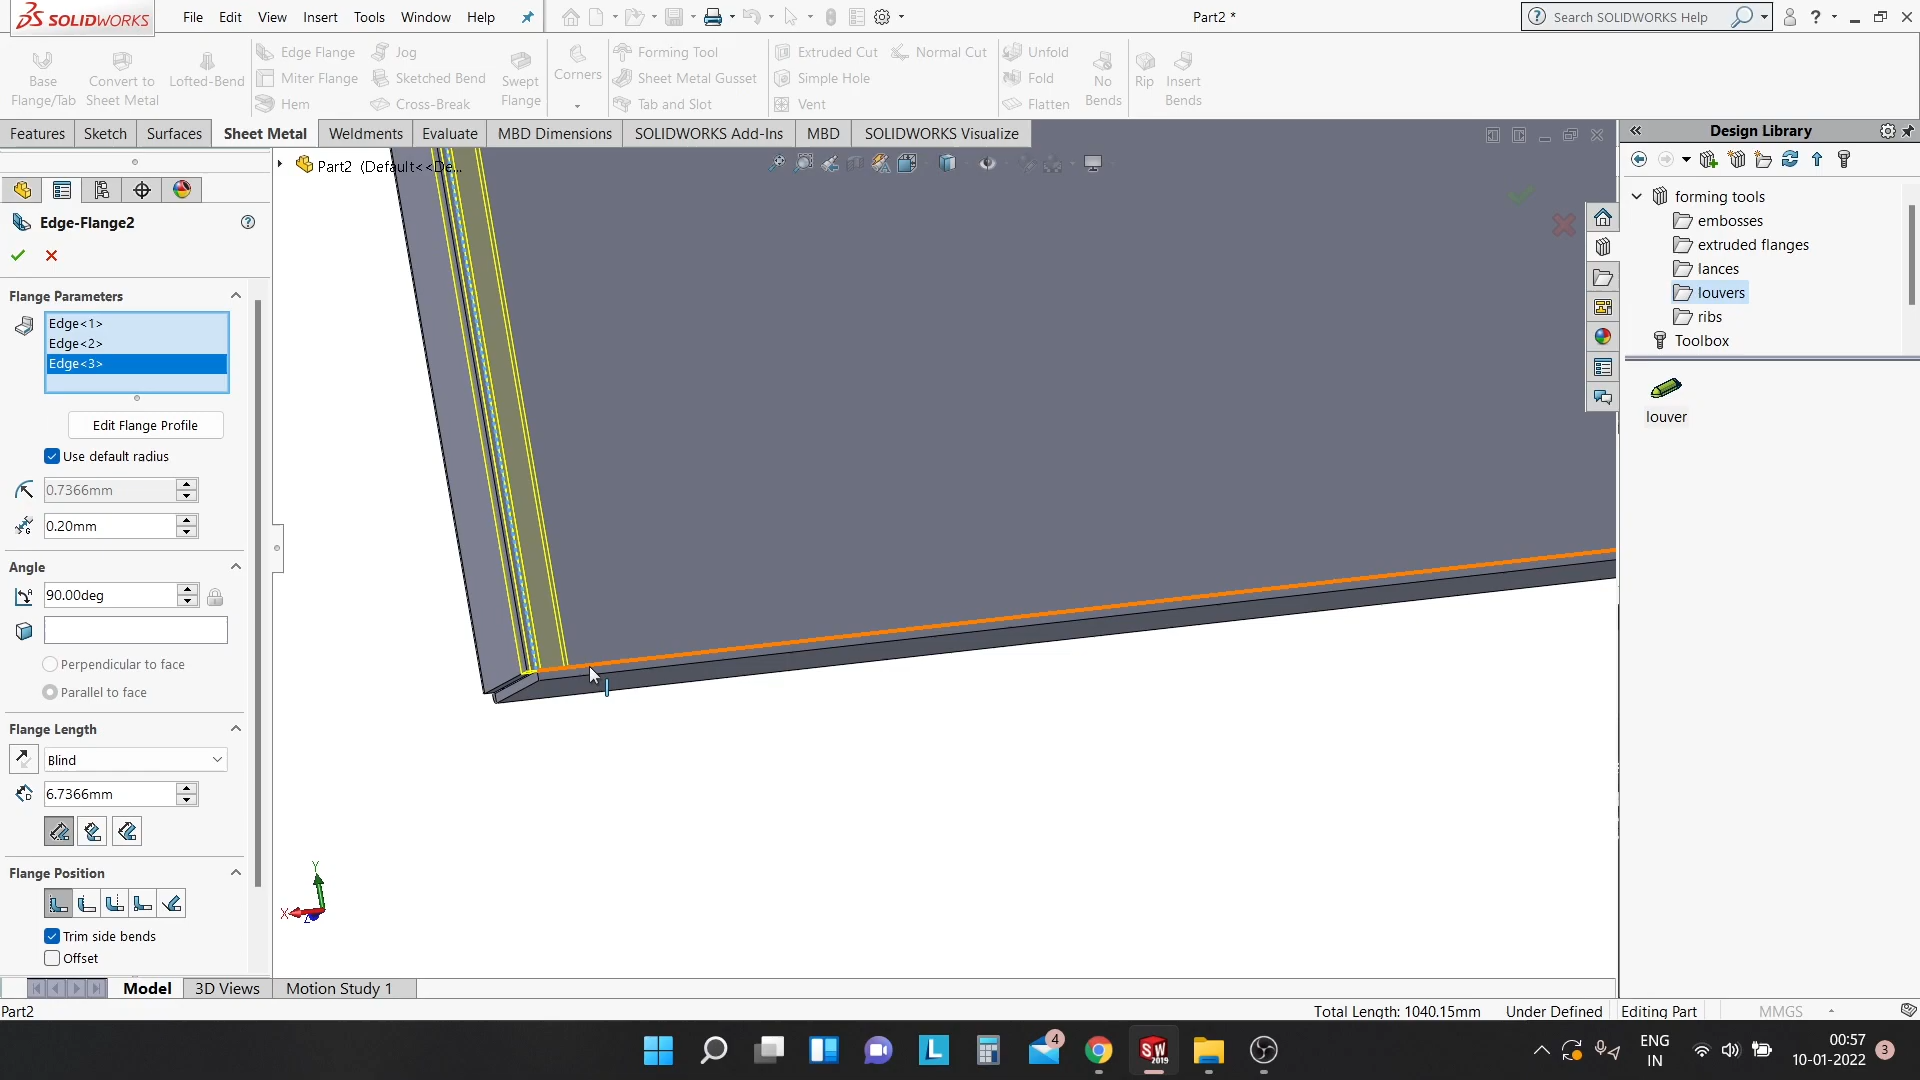 SOLIDWORKS
File Edit View Insert Tools Window Help
Part2 *
Search SOLIDWORKS Help
Base Flange/Tab
Convert to Sheet Metal
Lofted-Bend
Edge Flange
Miter Flange
Hem
Jog
Sketched Bend
Cross-Break
Swept Flange
Corners
Forming Tool
Sheet Metal Gusset
Tab and Slot
Extruded Cut
Simple Hole
Vent
Normal Cut
Unfold
Fold
Flatten
No Bends
Rip
Insert Bends
Features Sketch Surfaces Sheet Metal Weldments Evaluate MBD Dimensions SOLIDWORKS Add-Ins MBD SOLIDWORKS Visualize
Part2 (Default<<De...
Edge-Flange2
Flange Parameters
Edge<1>
Edge<2>
Edge<3>
Edit Flange Profile
Use default radius
0.7366mm
0.20mm
Angle
90.00deg
Perpendicular to face
Parallel to face
Flange Length
Blind
6.7366mm
Flange Position
Trim side bends
Offset
Y
X
Z
Design Library
forming tools
embosses
extruded flanges
lances
louvers
ribs
Toolbox
louver
Model 3D Views Motion Study 1
Part2
Total Length: 1040.15mm Under Defined Editing Part MMGS
L
4
SW
2019
ENG
IN
00:57
10-01-2022
3